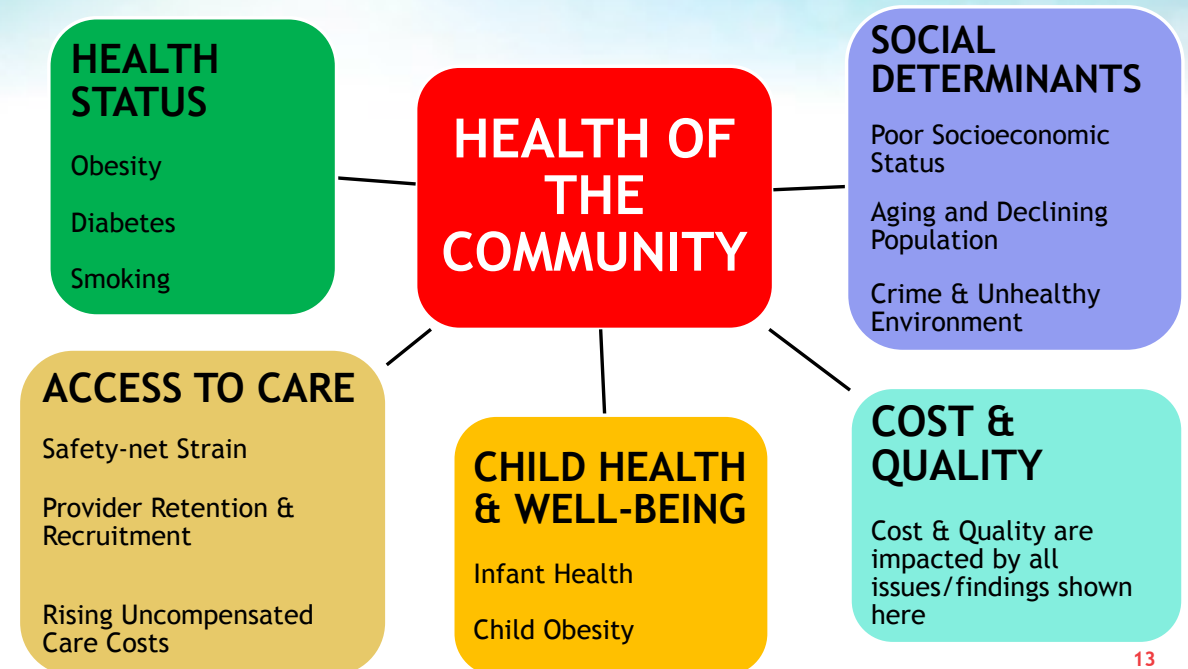 HEALTH
STATUS
Obesity
Diabetes
Smoking
HEALTH OF
THE
COMMUNITY
SOCIAL
DETERMINANTS
Poor Socioeconomic
Status
Aging and Declining
Population
Crime & Unhealthy
Environment
ACCESS TO CARE
Safety-net Strain
Provider Retention &
Recruitment
Rising Uncompensated
Care Costs
CHILD HEALTH
& WELL-BEING
Infant Health
Child Obesity
COST &
QUALITY
Cost & Quality are
impacted by all
issues/findings shown
here
13